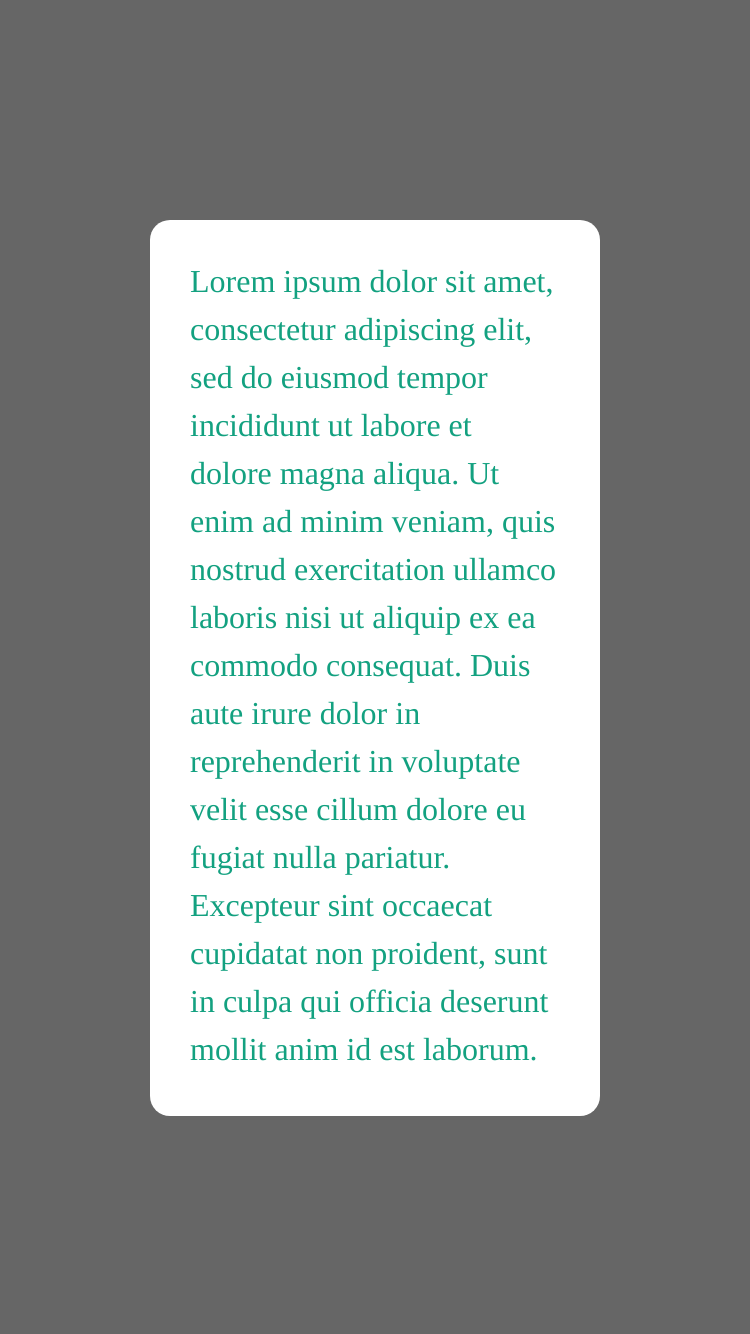 Lorem ipsum dolor sit amet,
consectetur adipiscing elit,
sed do eiusmod tempor
incididunt ut labore et
dolore magna aliqua. Ut
enim ad minim veniam, quis
nostrud exercitation ullamco
laboris nisi ut aliquip ex ea
commodo consequat. Duis
aute irure dolor in
reprehenderit in voluptate
velit esse cillum dolore eu
fugiat nulla pariatur.
Excepteur sint occaecat
cupidatat non proident, sunt
in culpa qui officia deserunt
mollit anim id est laborum.